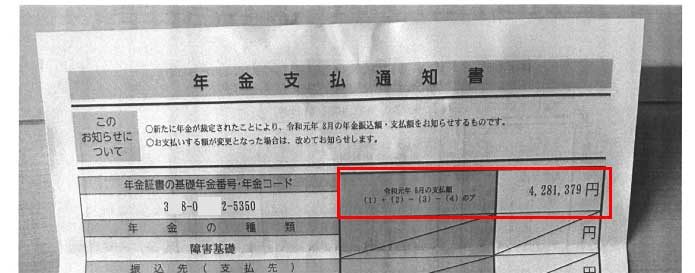 年金支払通知書
この
お知らせに
ついて
○新たに年金が裁定されたことにより、令和元年 8月の年金振込額・支払額をお知らせするものです。
○お支払いする額が変更となった場合は、改めてお知らせします。
年金証書の基礎年金番号・年金コード
2-5350
令和元年 8月の支払額
(1)+(2)-(3)-(4)のア
4,281,379 円
年金の種類
円
障害基礎
振込先(支払先)
円